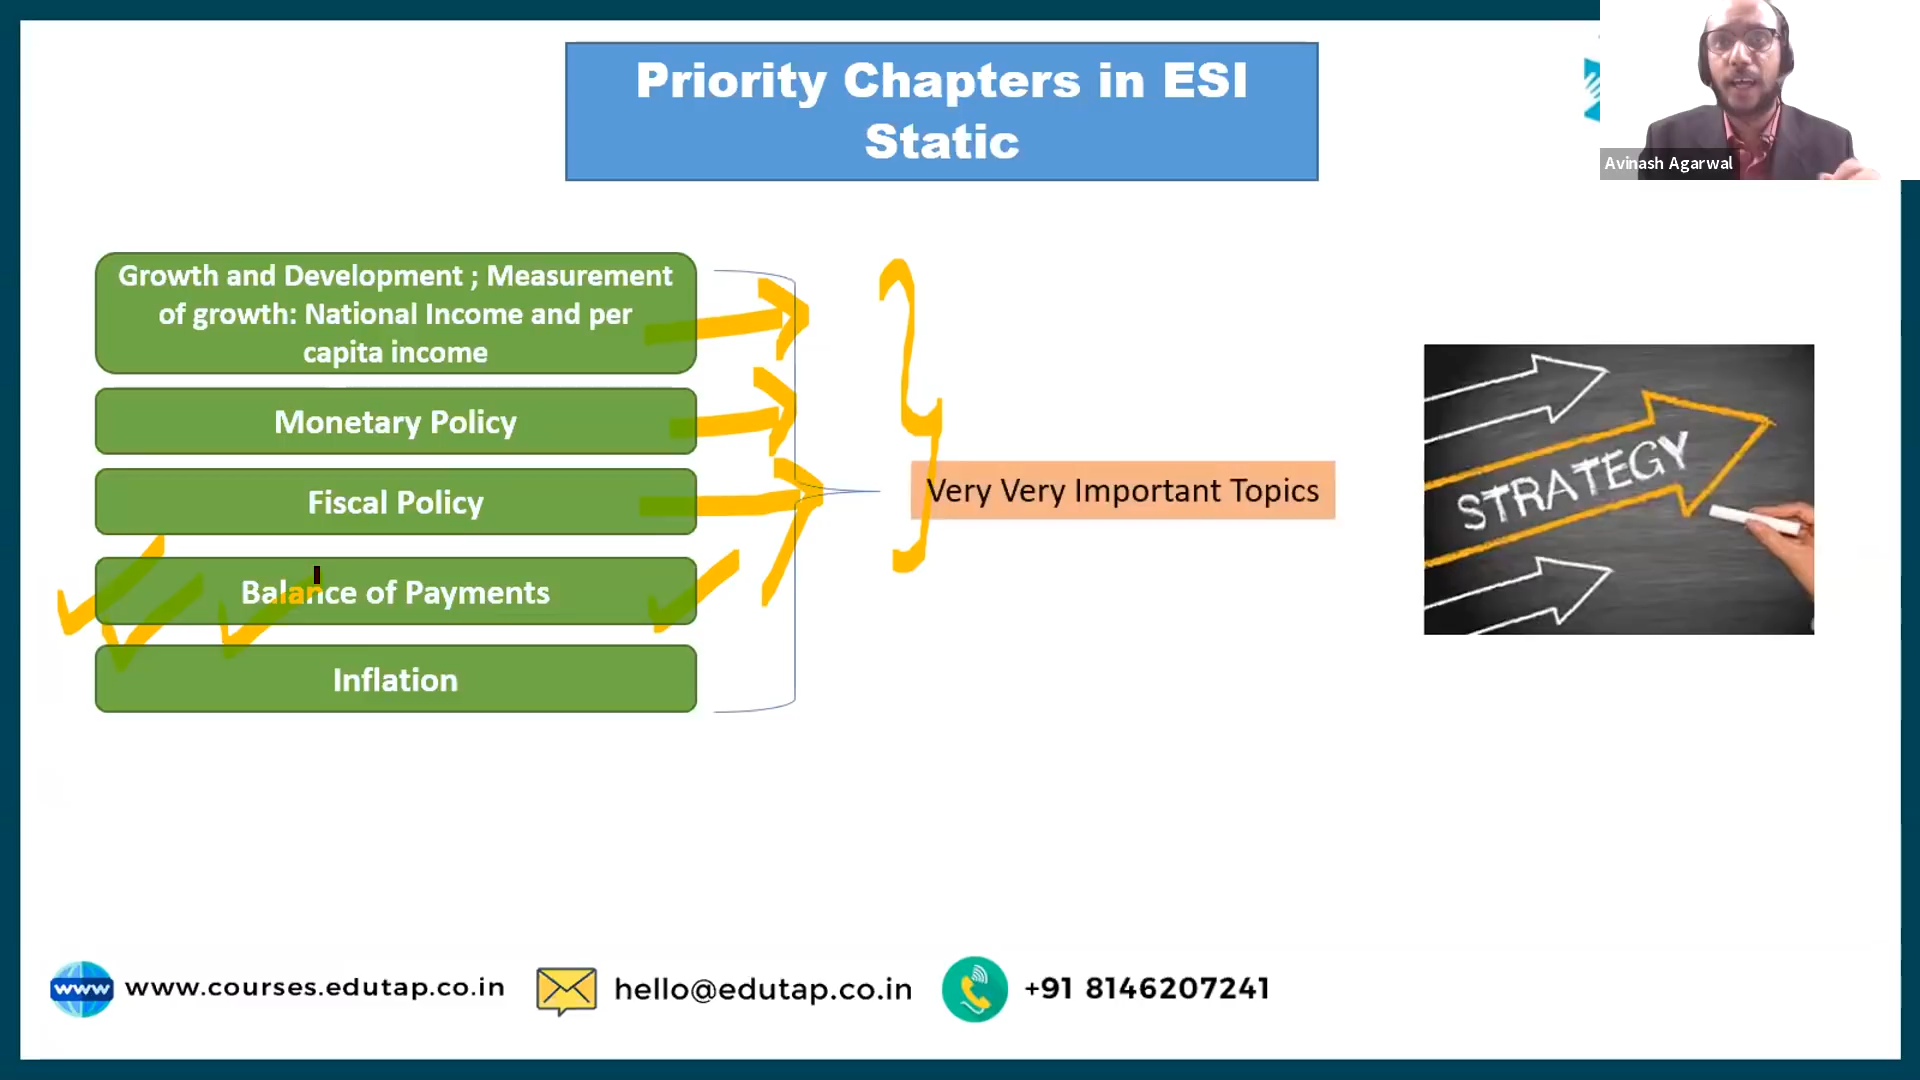 Priority Chapters in ESI
Static
Avinash Agarwal
Growth and Development ; Measurement
of growth: National Income and per
capita income
Monetary Policy
Fiscal Policy
Balance of Payments
Inflation
Very Very Important Topics
STRATEGY
www www.courses.edutap.co.in hello@edutap.co.in +91 8146207241